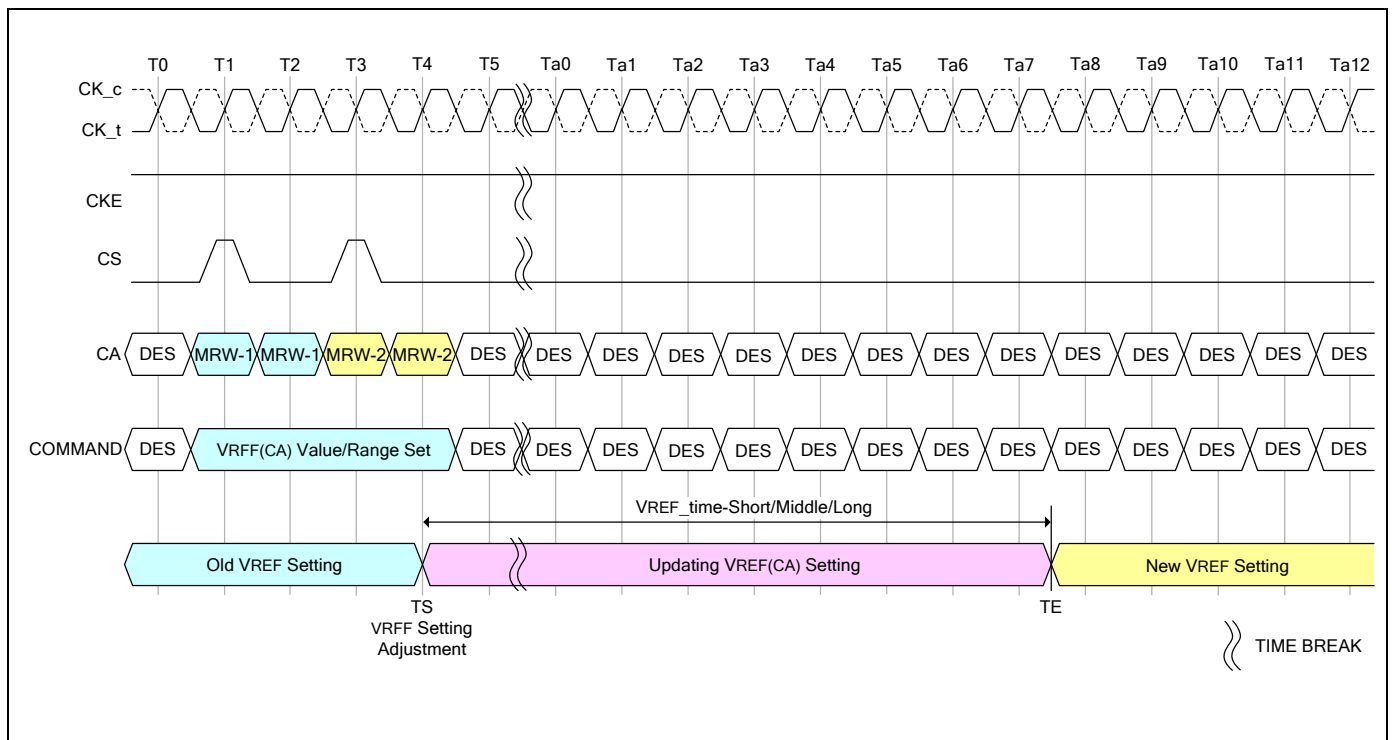 T0 T1 T2 T3 T4 T5 Ta0 Ta1 Ta2 Ta3 Ta4 Ta5 Ta6 Ta7 Ta8 Ta9 Ta10 Ta11 Ta12
CK_c
CK_t
CKE
CS
CA DES MRW-1 MRW-1 MRW-2 MRW-2 DES DES DES DES DES DES DES DES DES DES DES DES DES DES
COMMAND DES VRFF(CA) Value/Range Set DES DES DES DES DES DES DES DES DES DES DES DES DES DES
VREF_time-Short/Middle/Long
Old VREF Setting Updating VREF(CA) Setting New VREF Setting
TS TE
VRFF Setting
Adjustment
TIME BREAK